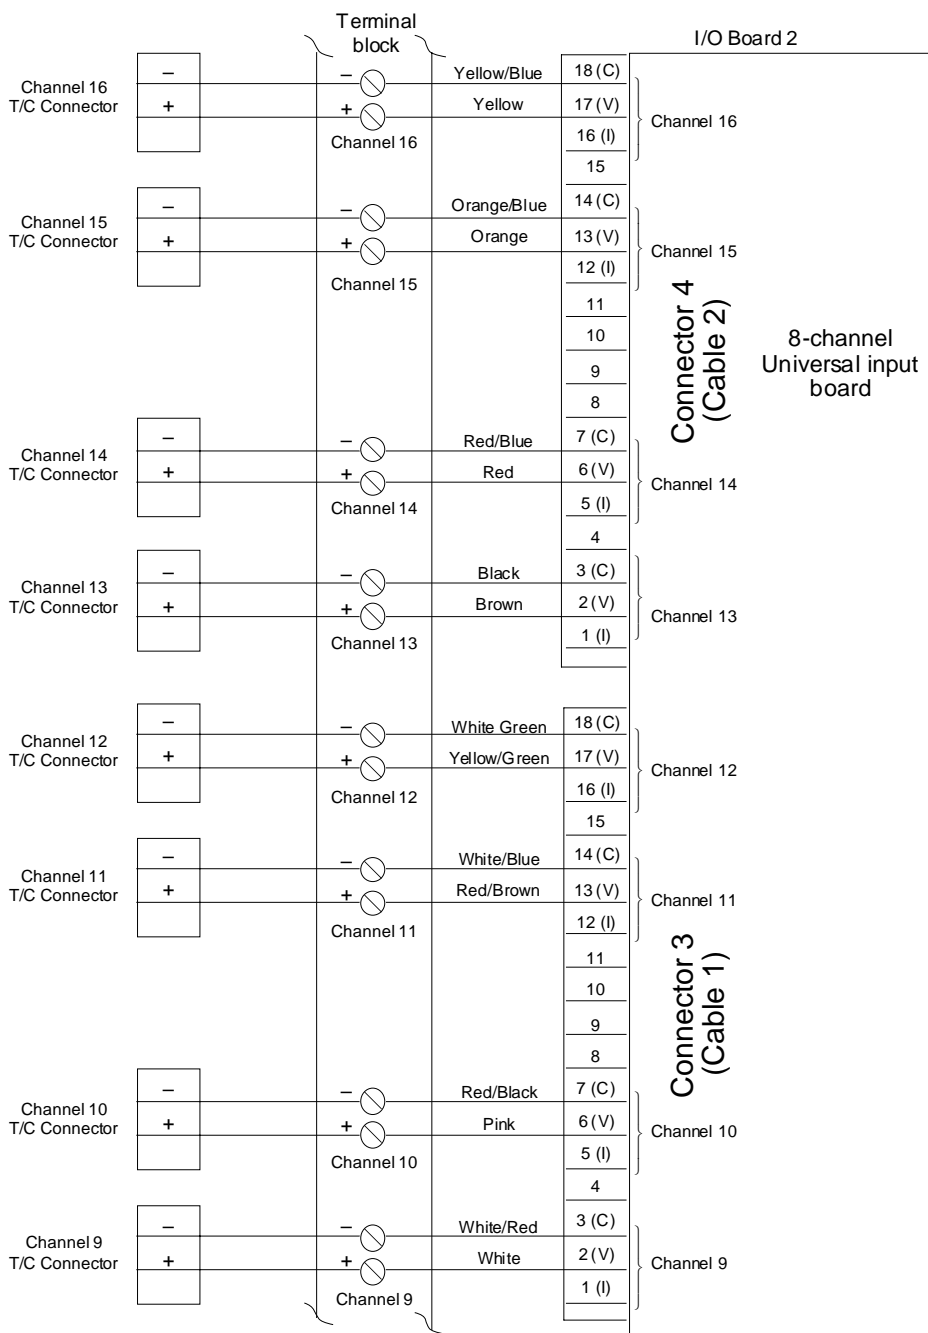 Terminal
block
I/O Board 2
Channel 16
T/C Connector
–
+
–
+
Channel 16
Yellow/Blue
Yellow
18 (C)
17 (V)
16 (I)
15
Channel 16
Channel 15
T/C Connector
–
+
–
+
Channel 15
Orange/Blue
Orange
14 (C)
13 (V)
12 (I)
11
10
9
8
Channel 15
Connector 4
(Cable 2)
8-channel
Universal input
board
Channel 14
T/C Connector
–
+
–
+
Channel 14
Red/Blue
Red
7 (C)
6 (V)
5 (I)
4
Channel 14
Channel 13
T/C Connector
–
+
–
+
Channel 13
Black
Brown
3 (C)
2 (V)
1 (I)
Channel 13
Channel 12
T/C Connector
–
+
–
+
Channel 12
White Green
Yellow/Green
18 (C)
17 (V)
16 (I)
15
Channel 12
Channel 11
T/C Connector
–
+
–
+
Channel 11
White/Blue
Red/Brown
14 (C)
13 (V)
12 (I)
11
10
9
8
Channel 11
Connector 3
(Cable 1)
Channel 10
T/C Connector
–
+
–
+
Channel 10
Red/Black
Pink
7 (C)
6 (V)
5 (I)
4
Channel 10
Channel 9
T/C Connector
–
+
–
+
Channel 9
White/Red
White
3 (C)
2 (V)
1 (I)
Channel 9